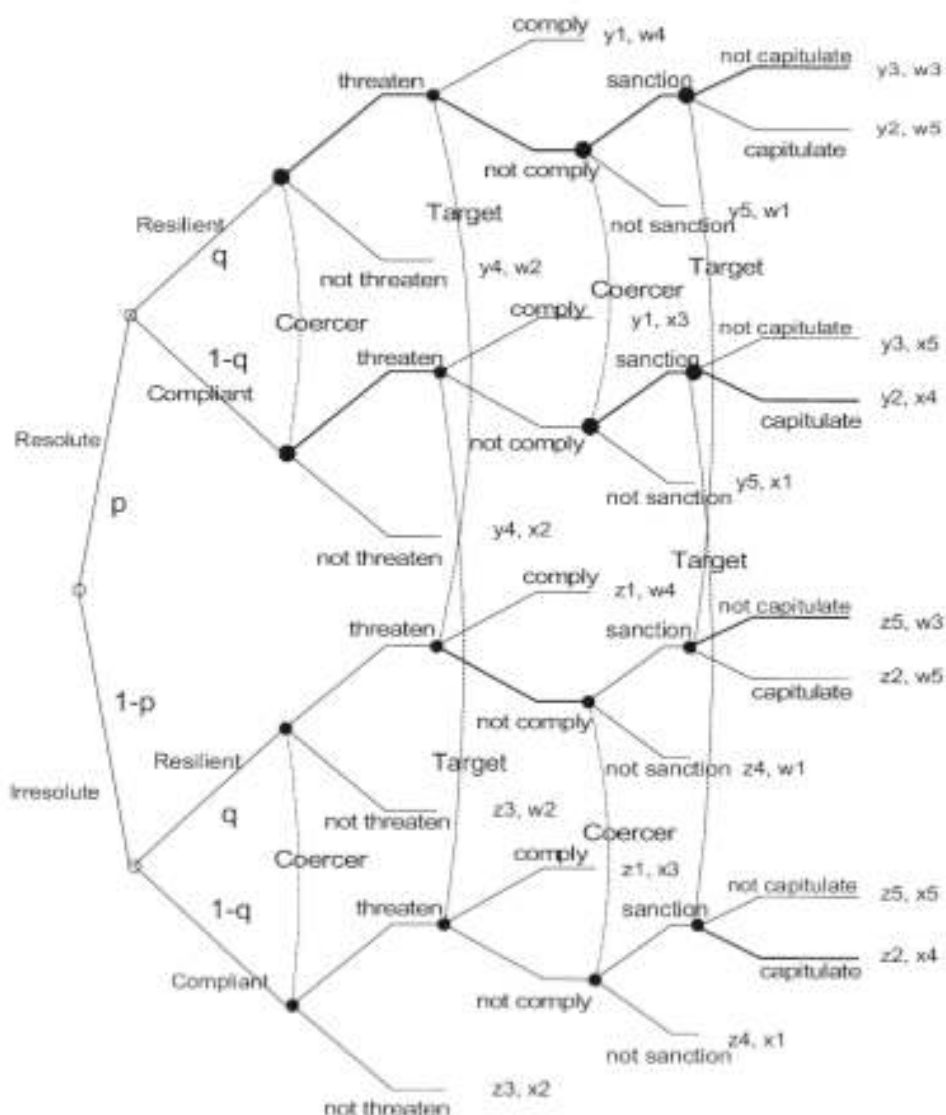 comply
y1, w4
not capitulate
threaten
sanction
y3, w3
y2, w5
not comply
capitulate
Resilient
Target
y5, w1
q
not sanction
Target
not threaten
y4, w2
Coercer
comply
y1, x3
Coercer
not capitulate
1-q
threaten
sanction
y3, x5
Compliant
y2, x4
Resolute
not comply
capitulate
p
y5, x1
not sanction
y4, x2
not threaten
Target
comply
z1, w4
not capitulate
threaten
sanction
z5, w3
z2, w5
1-p
not comply
capitulate
Resilient
Target
not sanction
z4, w1
Irresolute
q
z3, w2
not threaten
Coercer
Coercer
comply
z1, x3
not capitulate
1-q
threaten
sanction
z5, x5
z2, x4
Compliant
not comply
capitulate
z4, x1
not sanction
z3, x2
not threaten